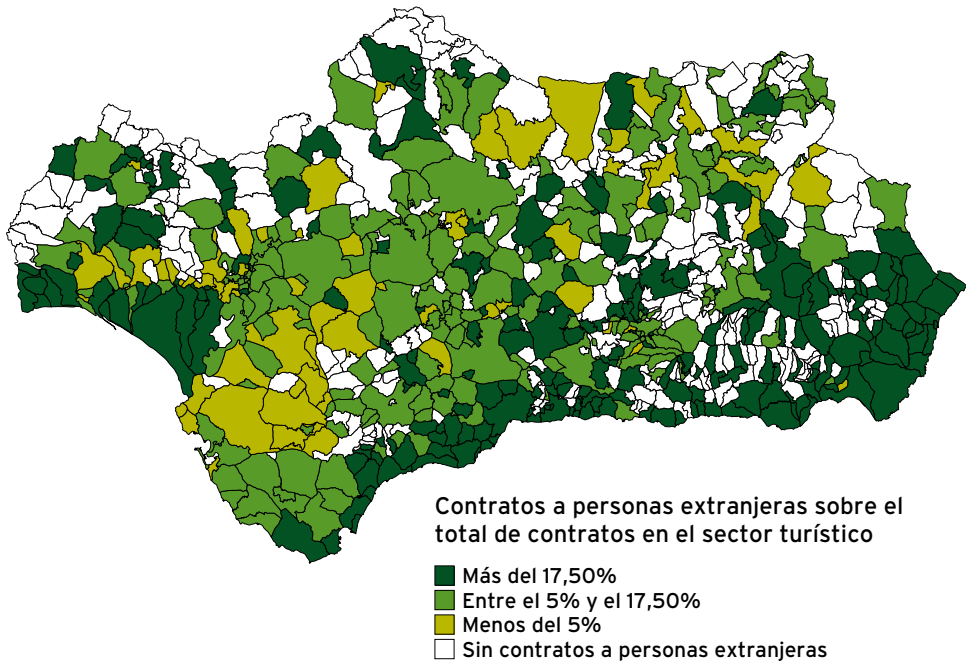 Contratos a personas extranjeras sobre el
total de contratos en el sector turístico
Más del 17,50%
Entre el 5% y el 17,50%
Menos del 5%
Sin contratos a personas extranjeras